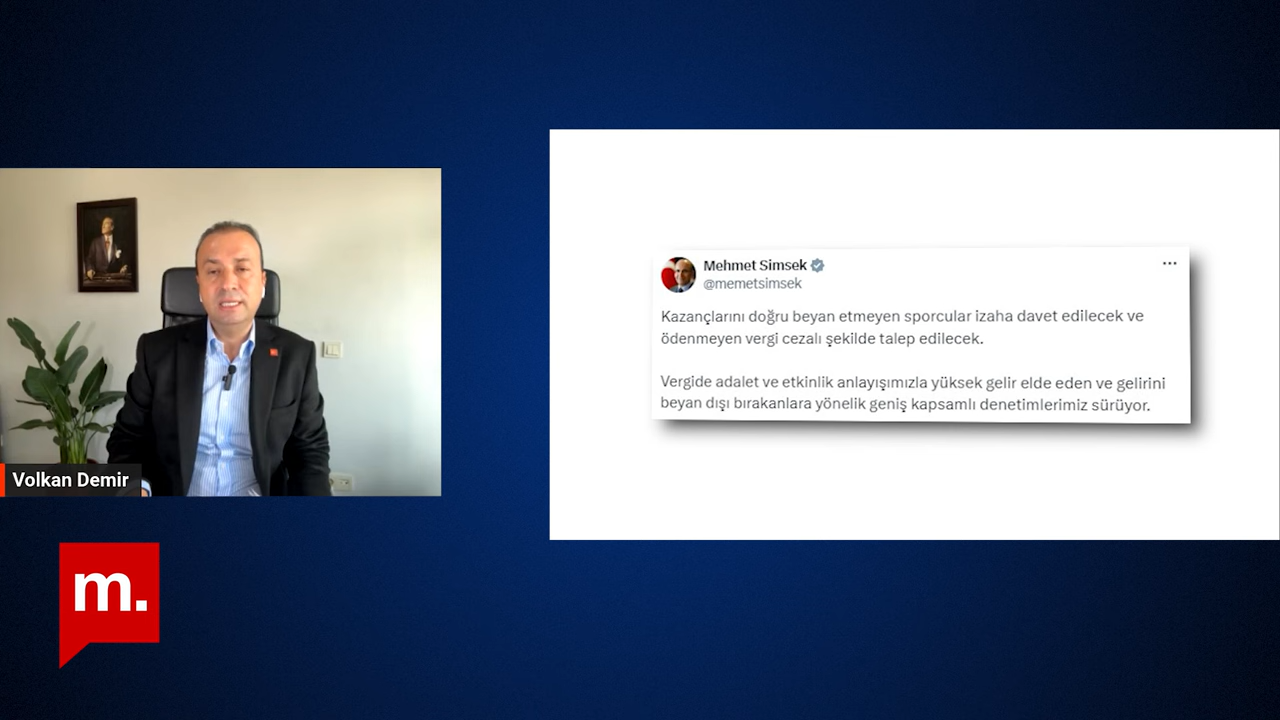 Mehmet Simsek
@memetsimsek
Kazançlarını doğru beyan etmeyen sporcular izaha davet edilecek ve
ödenmeyen vergi cezalı şekilde talep edilecek.
Vergide adalet ve etkinlik anlayışımızla yüksek gelir elde eden ve gelirini
beyan dışı bırakanlara yönelik geniş kapsamlı denetimlerimiz sürüyor.
Volkan Demir
m.